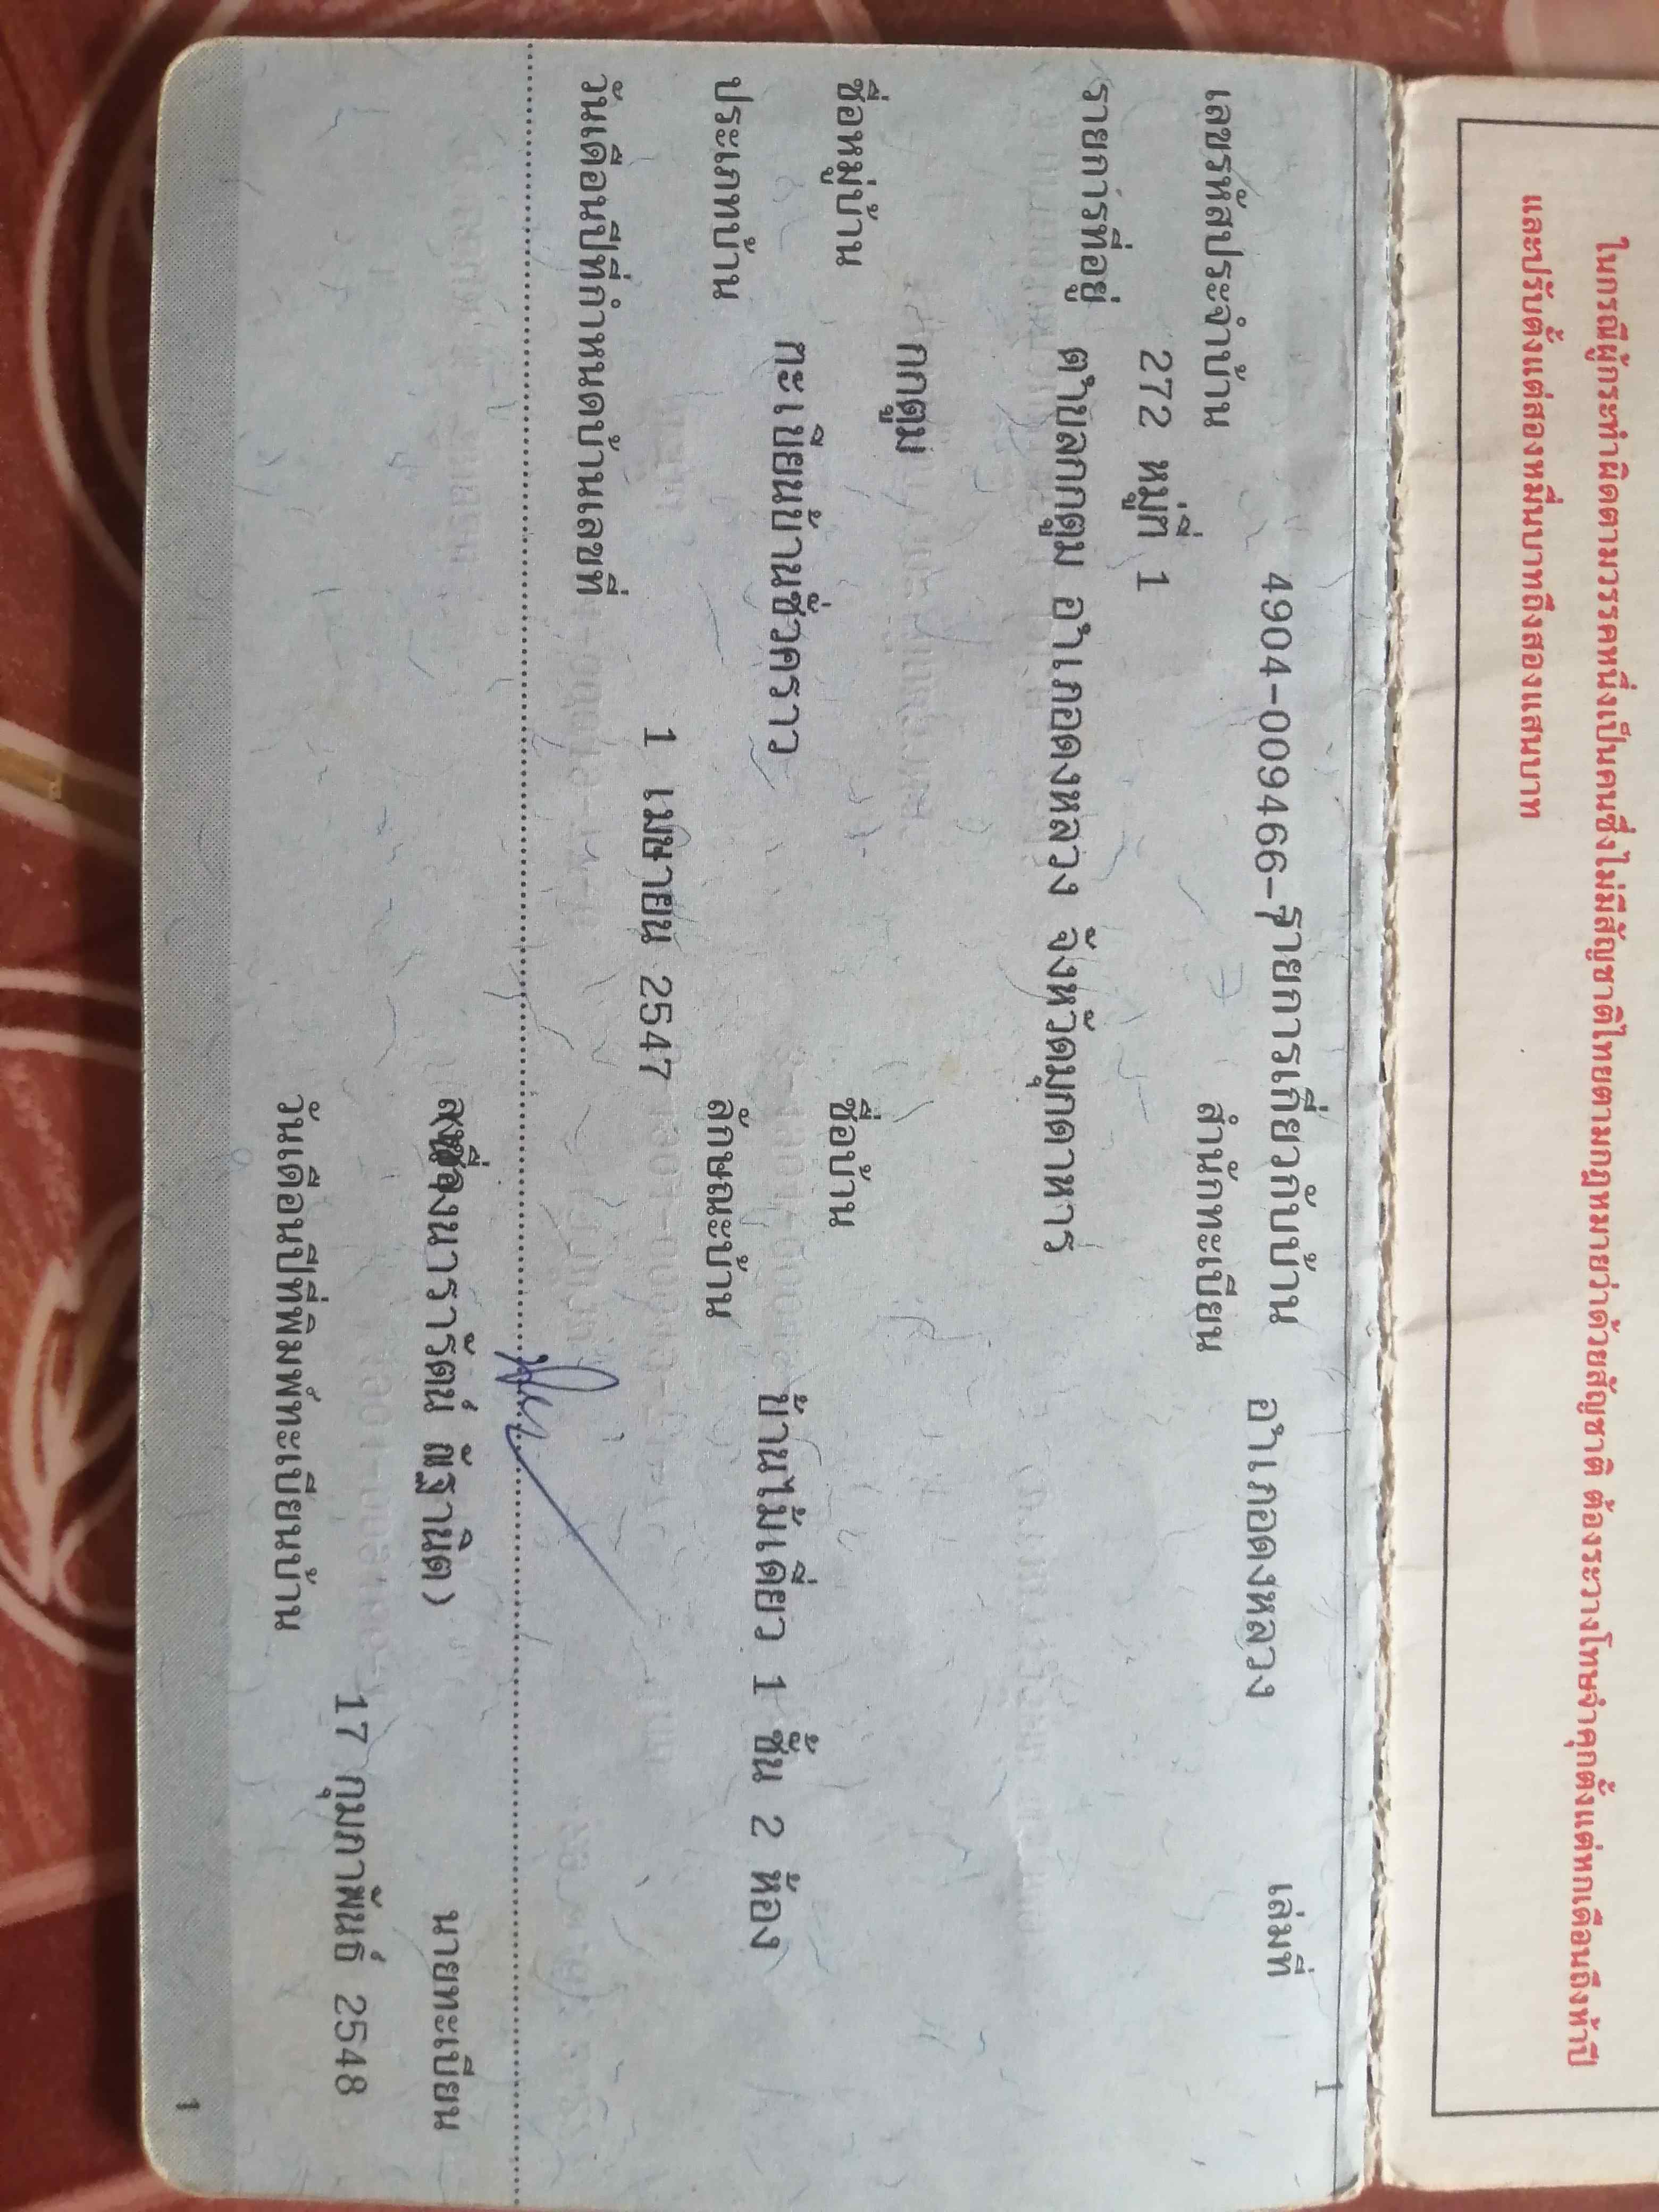 ในกรณีผู้กระทำผิดตามวรรคหนึ่งเป็นคนซึ่งไม่มีสัญชาติไทยตามกฎหมายว่าด้วยสัญชาติ ต้องระวางโทษจำคุกตั้งแต่หกเดือนถึงห้าปี
และปรับตั้งแต่สองหมื่นบาทถึงสองแสนบาท
1
รายการเกี่ยวกับบ้าน เล่มที่
4904-009466-7 อำเภอดงหลวง
เลขรหัสประจำบ้าน สำนักทะเบียน
272 หมู่ที่ 1
รายการที่อยู่
ตำบลกกตูม อำเภอดงหลวง จังหวัดมุกดาหาร
กกตูม
ชื่อหมู่บ้าน ชื่อบ้าน
ทะเบียนบ้านชั่วคราว บ้านไม้เดี่ยว 1 ชั้น 2 ห้อง
ประเภทบ้าน ลักษณะบ้าน
1 เมษายน 2547
วันเดือนปีที่กำหนดบ้านเลขที่
ลงชื่อ นายทะเบียน
17 กุมภาพันธ์ 2548
วันเดือนปีที่พิมพ์ทะเบียนบ้าน
1